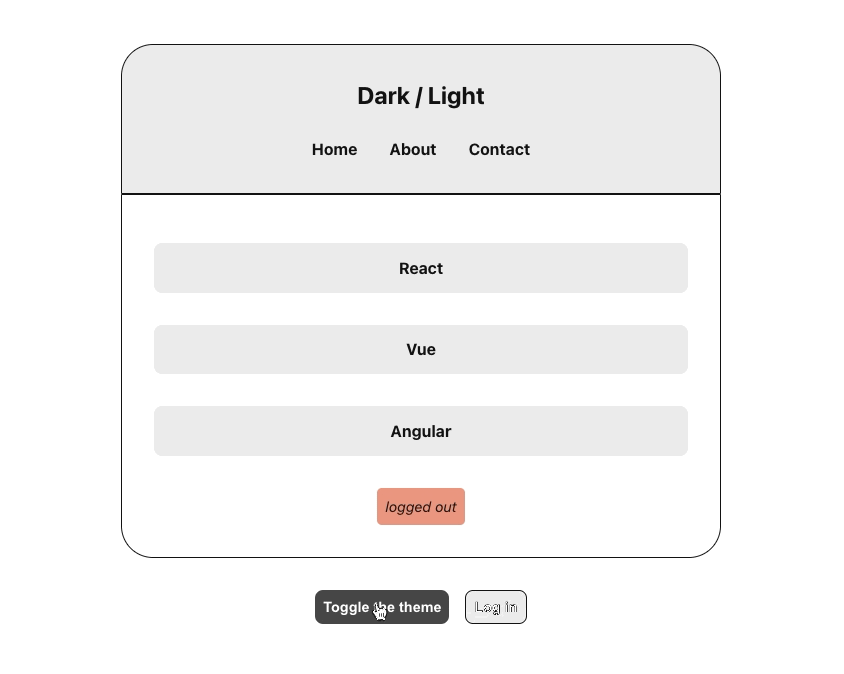 Dark / Light
Home About Contact
React
Vue
Angular
logged out
Toggle the theme Log in